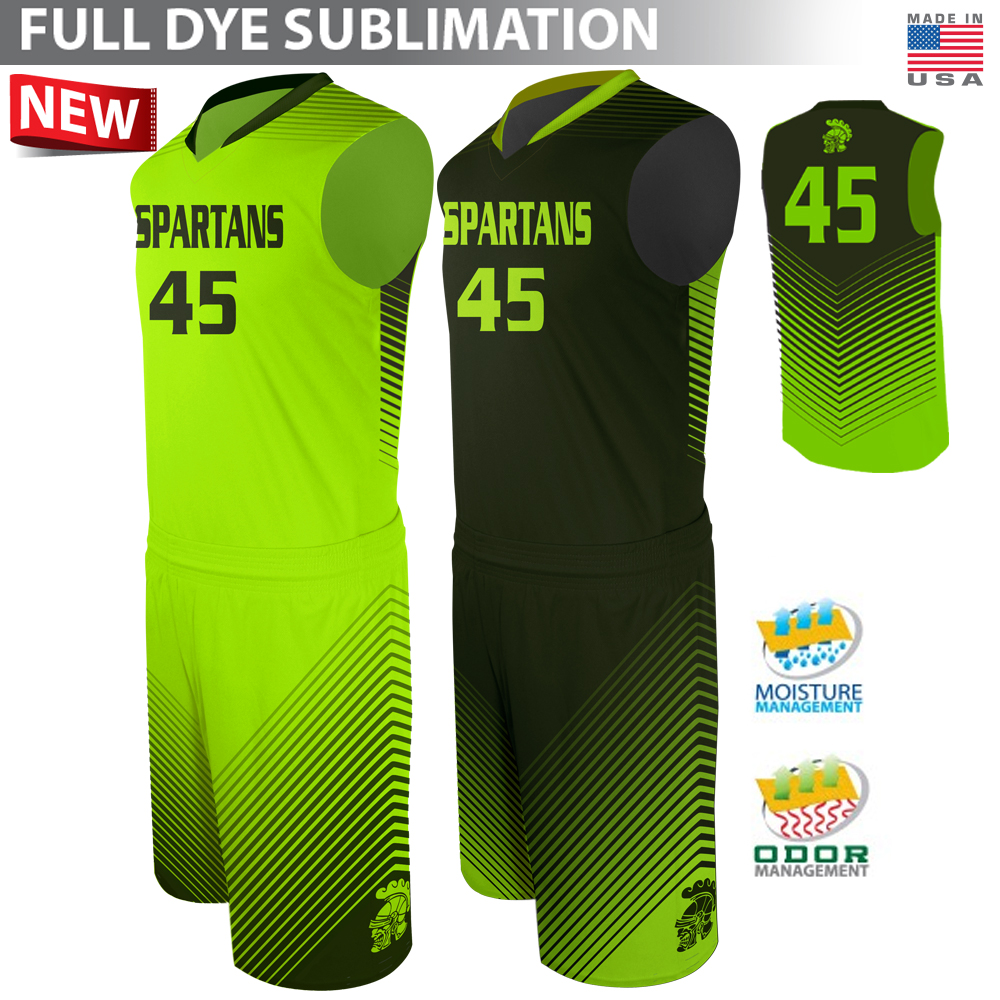 FULL DYE SUBLIMATION
MADE IN
USA
NEW
SPARTANS
45
SPARTANS
45
45
MOISTURE
MANAGEMENT
ODOR
MANAGEMENT